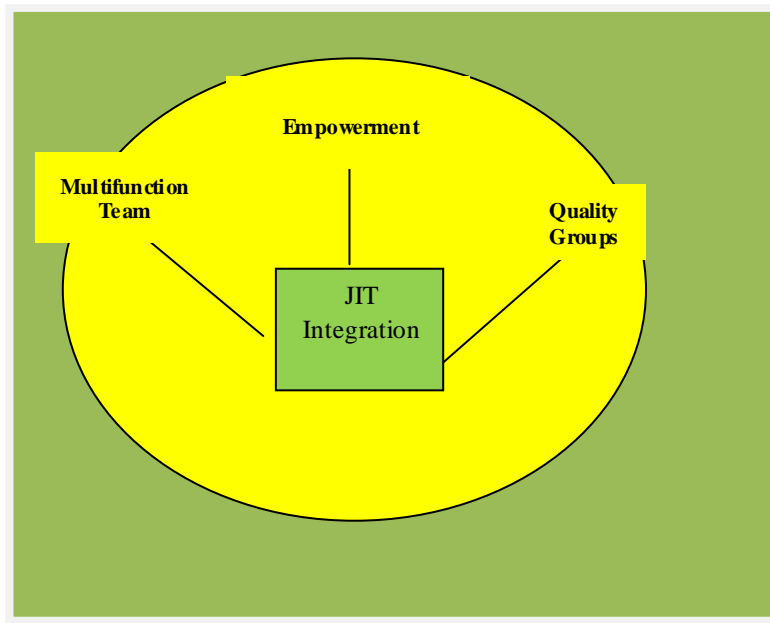 Empowerment
Multifunction
Team
Quality
Groups
JIT
Integration